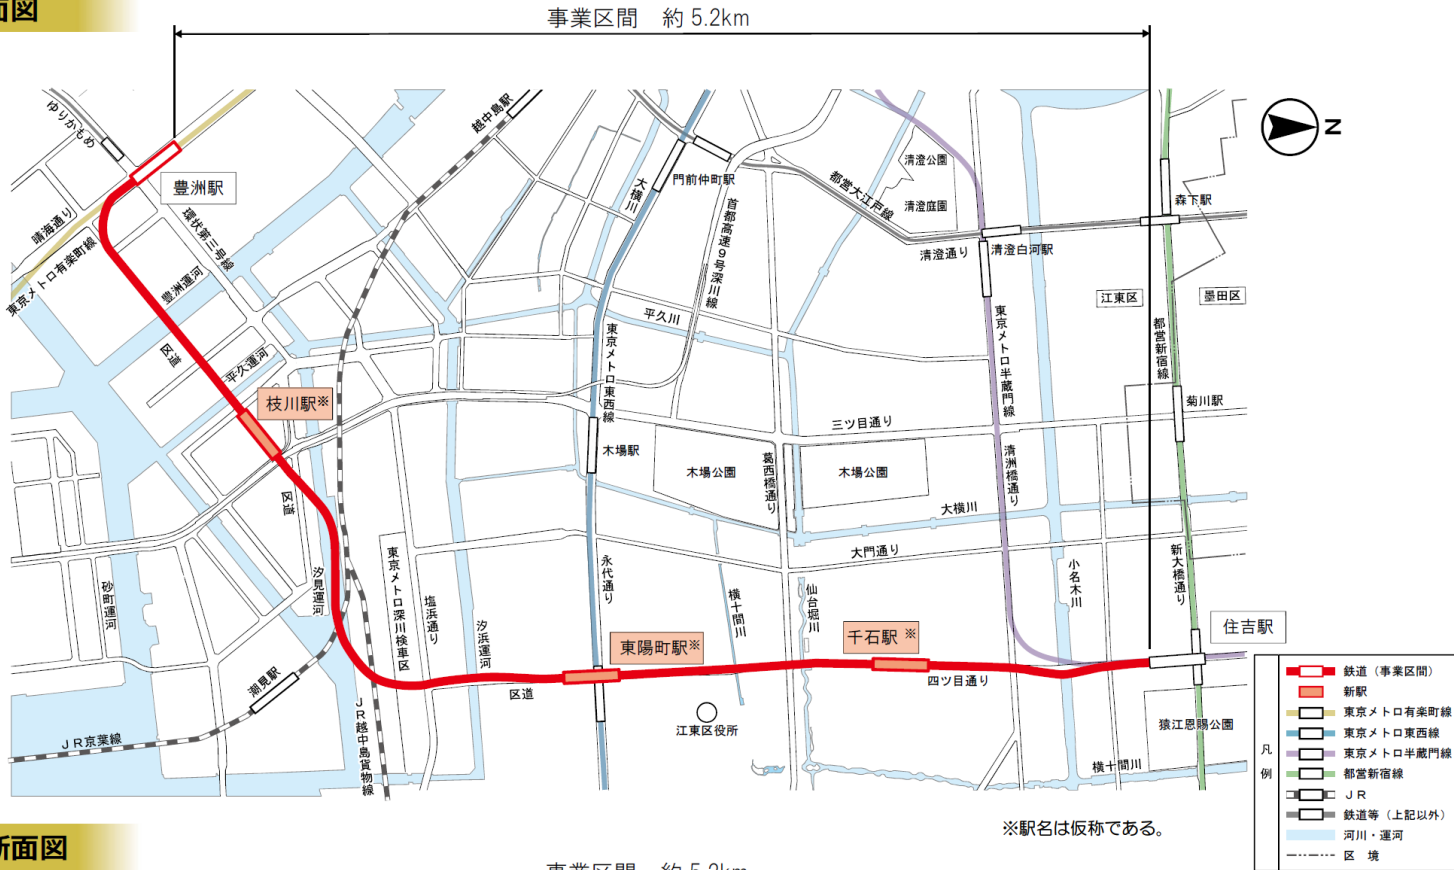 面図
事業区間 約 5.2km
N
ゆりかもめ
豊洲駅
晴海通り
東京メトロ有楽町線
環状第三号線
豊洲運河
区道
平久運河
枝川駅※
区道
越中島駅
大横川
門前仲町駅
首都高速9号深川線
都営大江戸線
清澄公園
清澄庭園
清澄通り
清澄白河駅
森下駅
江東区
墨田区
平久川
東京メトロ東西線
東京メトロ半蔵門線
都営新宿線
菊川駅
三ツ目通り
木場駅
木場公園
葛西橋通り
木場公園
清洲橋通り
大横川
大門通り
新大橋通り
小名木川
砂町運河
汐見運河
東京メトロ深川検車区
塩浜通り
汐浜運河
永代通り
横十間川
仙台堀川
千石駅※
東陽町駅※
住吉駅
潮見駅
JR京葉線
JR越中島貨物線
区道
江東区役所
四ツ目通り
猿江恩賜公園
横十間川
凡例
鉄道（事業区間）
新駅
東京メトロ有楽町線
東京メトロ東西線
東京メトロ半蔵門線
都営新宿線
JR
鉄道等（上記以外）
河川・運河
区 境
※駅名は仮称である。
断面図
事業区間 約 5.2km